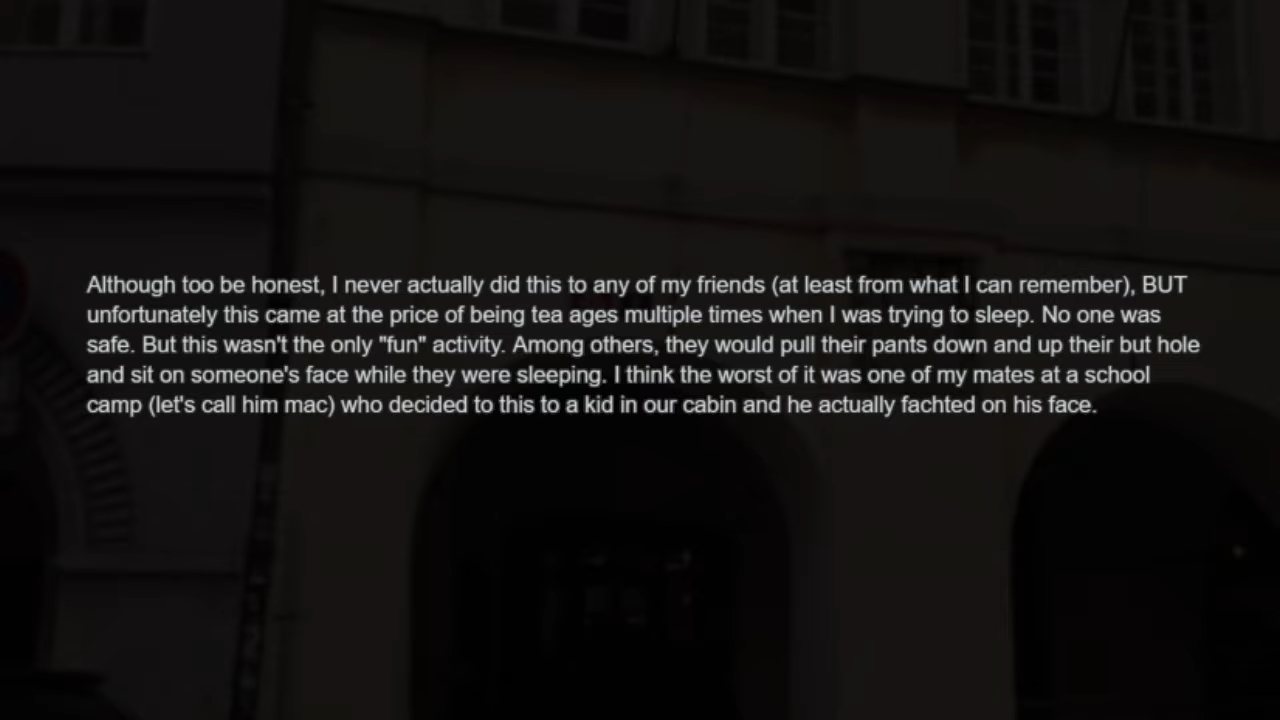 Although too be honest, I never actually did this to any of my friends (at least from what I can remember), BUT
unfortunately this came at the price of being tea ages multiple times when I was trying to sleep. No one was
safe. But this wasn't the only "fun" activity. Among others, they would pull their pants down and up their but hole
and sit on someone's face while they were sleeping. I think the worst of it was one of my mates at a school
camp (let's call him mac) who decided to this to a kid in our cabin and he actually fachted on his face.